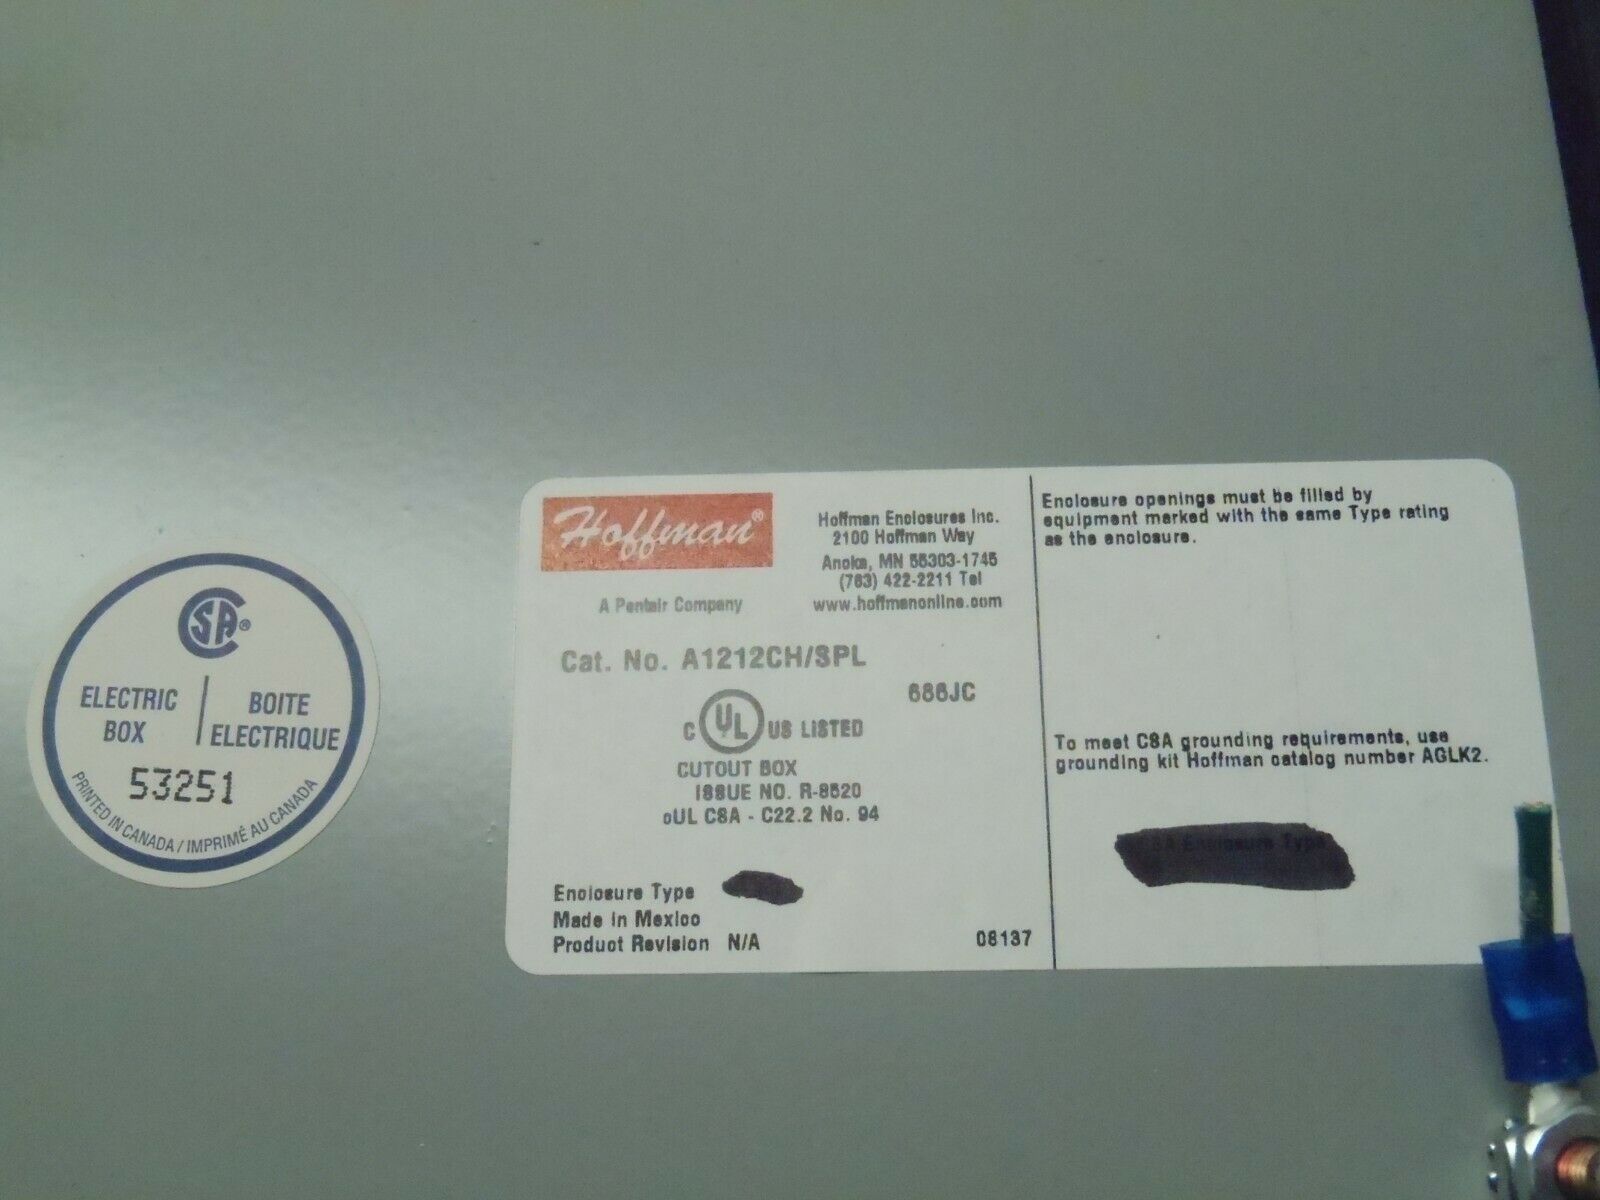 CSA®
ELECTRIC
BOX
BOITE
ELECTRIQUE
53251
PRINTED IN CANADA / IMPRIMÉ AU CANADA
Hoffman®
A Pentair Company
Hoffman Enclosures Inc.
2100 Hoffman Way
Anoka, MN 55303-1745
(763) 422-2211 Tel
www.hoffmanonline.com
Cat. No. A1212CH/SPL
686JC
C UL US LISTED
CUTOUT BOX
ISSUE NO. R-8520
cUL CSA - C22.2 No. 94
Enclosure Type
Made in Mexico
Product Revision N/A
08137
Enclosure openings must be filled by
equipment marked with the same Type rating
as the enclosure.
To meet CSA grounding requirements, use
grounding kit Hoffman catalog number AGLK2.
Enclosure Type